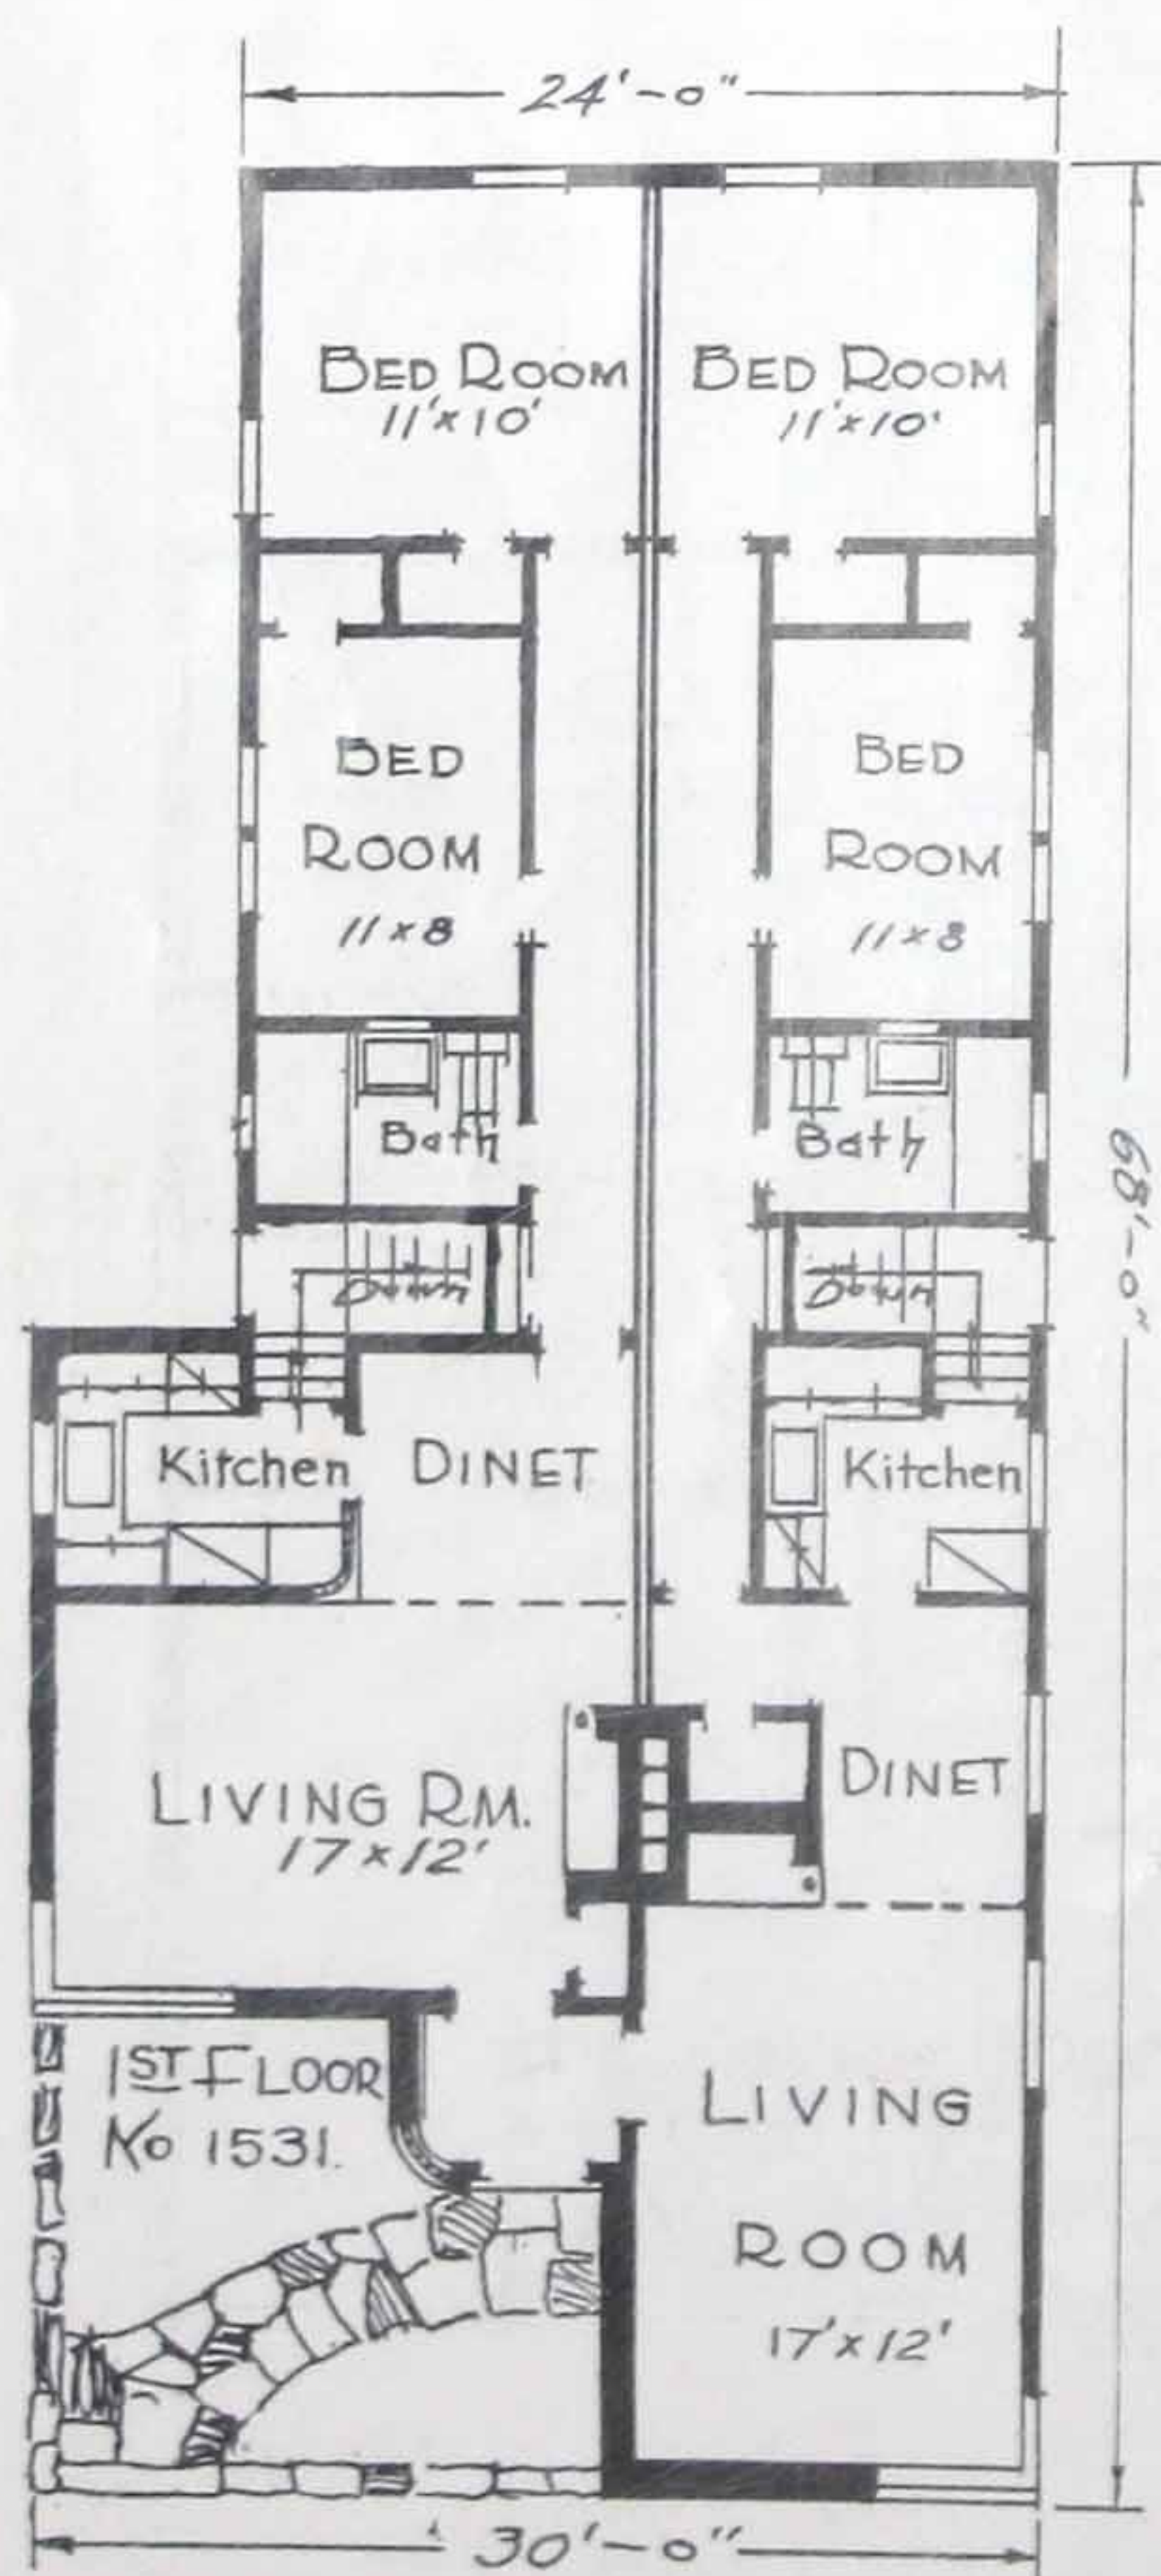 24'-0"
BED ROOM
11'x10'
BED ROOM
11'x10'
BED
ROOM
11x8
BED
ROOM
11x8
Bath
Bath
Down
Down
68'-0"
Kitchen
DINET
Kitchen
LIVING RM.
17x12'
DINET
1ST FLOOR
No 1531.
LIVING
ROOM
17'x12'
30'-0"